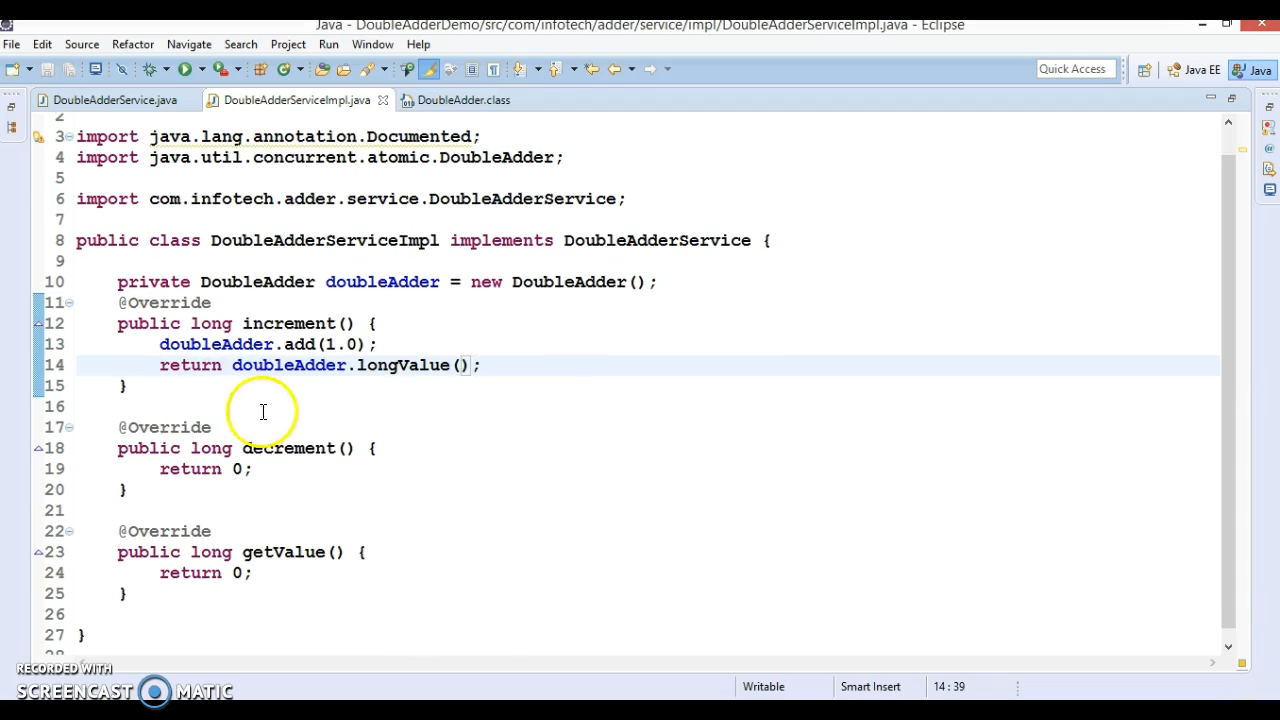 Java - DoubleAdderDemo/src/com/infotech/adder/service/impl/DoubleAdderServiceImpl.java - Eclipse
File Edit Source Refactor Navigate Search Project Run Window Help
Quick Access Java EE Java
DoubleAdderService.java DoubleAdderServiceImpl.java DoubleAdder.class
2
3 import java.lang.annotation.Documented;
4 import java.util.concurrent.atomic.DoubleAdder;
5
6 import com.infotech.adder.service.DoubleAdderService;
7
8 public class DoubleAdderServiceImpl implements DoubleAdderService {
9
10 private DoubleAdder doubleAdder = new DoubleAdder();
11 @Override
12 public long increment() {
13 doubleAdder.add(1.0);
14 return doubleAdder.longValue();
15 }
16
17 @Override
18 public long decrement() {
19 return 0;
20 }
21
22 @Override
23 public long getValue() {
24 return 0;
25 }
26
27 }
28
RECORDED WITH
SCREENCAST MATIC
Writable Smart Insert 14 : 39